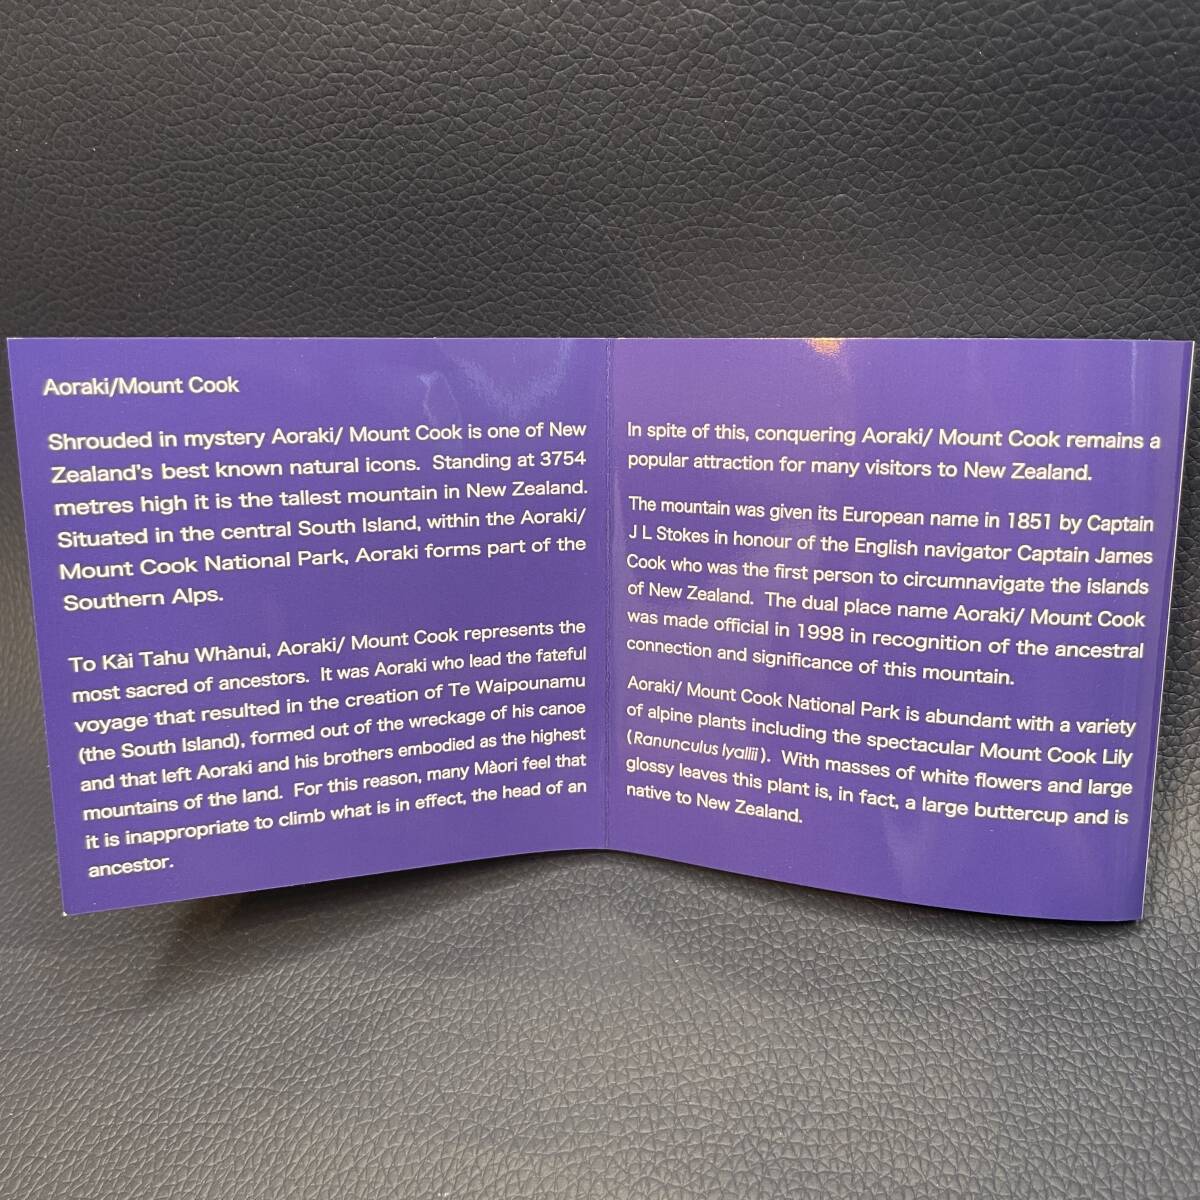 Aoraki/Mount Cook
Shrouded in mystery Aoraki/ Mount Cook is one of New
Zealand's best known natural icons. Standing at 3754
metres high it is the tallest mountain in New Zealand.
Situated in the central South Island, within the Aoraki/
Mount Cook National Park, Aoraki forms part of the
Southern Alps.
To Kài Tahu Whànui, Aoraki/ Mount Cook represents the
most sacred of ancestors. It was Aoraki who lead the fateful
voyage that resulted in the creation of Te Waipounamu
(the South Island), formed out of the wreckage of his canoe
and that left Aoraki and his brothers embodied as the highest
mountains of the land. For this reason, many Màori feel that
it is inappropriate to climb what is in effect, the head of an
ancestor.
In spite of this, conquering Aoraki/ Mount Cook remains a
popular attraction for many visitors to New Zealand.
The mountain was given its European name in 1851 by Captain
J L Stokes in honour of the English navigator Captain James
Cook who was the first person to circumnavigate the islands
of New Zealand. The dual place name Aoraki/ Mount Cook
was made official in 1998 in recognition of the ancestral
connection and significance of this mountain.
Aoraki/ Mount Cook National Park is abundant with a variety
of alpine plants including the spectacular Mount Cook Lily
(Ranunculus lyallii). With masses of white flowers and large
glossy leaves this plant is, in fact, a large buttercup and is
native to New Zealand.